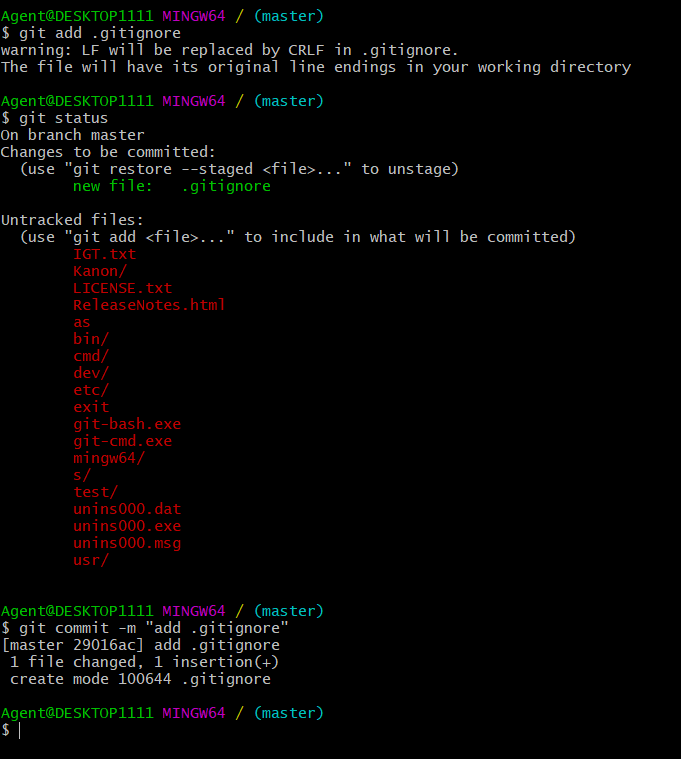 Agent@DESKTOP1111 MINGW64 / (master)
$ git add .gitignore
warning: LF will be replaced by CRLF in .gitignore.
The file will have its original line endings in your working directory

Agent@DESKTOP1111 MINGW64 / (master)
$ git status
On branch master
Changes to be committed:
  (use "git restore --staged <file>..." to unstage)
        new file:   .gitignore

Untracked files:
  (use "git add <file>..." to include in what will be committed)
        IGT.txt
        Kanon/
        LICENSE.txt
        ReleaseNotes.html
        as
        bin/
        cmd/
        dev/
        etc/
        exit
        git-bash.exe
        git-cmd.exe
        mingw64/
        s/
        test/
        unins000.dat
        unins000.exe
        unins000.msg
        usr/

Agent@DESKTOP1111 MINGW64 / (master)
$ git commit -m "add .gitignore"
[master 29016ac] add .gitignore
 1 file changed, 1 insertion(+)
 create mode 100644 .gitignore

Agent@DESKTOP1111 MINGW64 / (master)
$